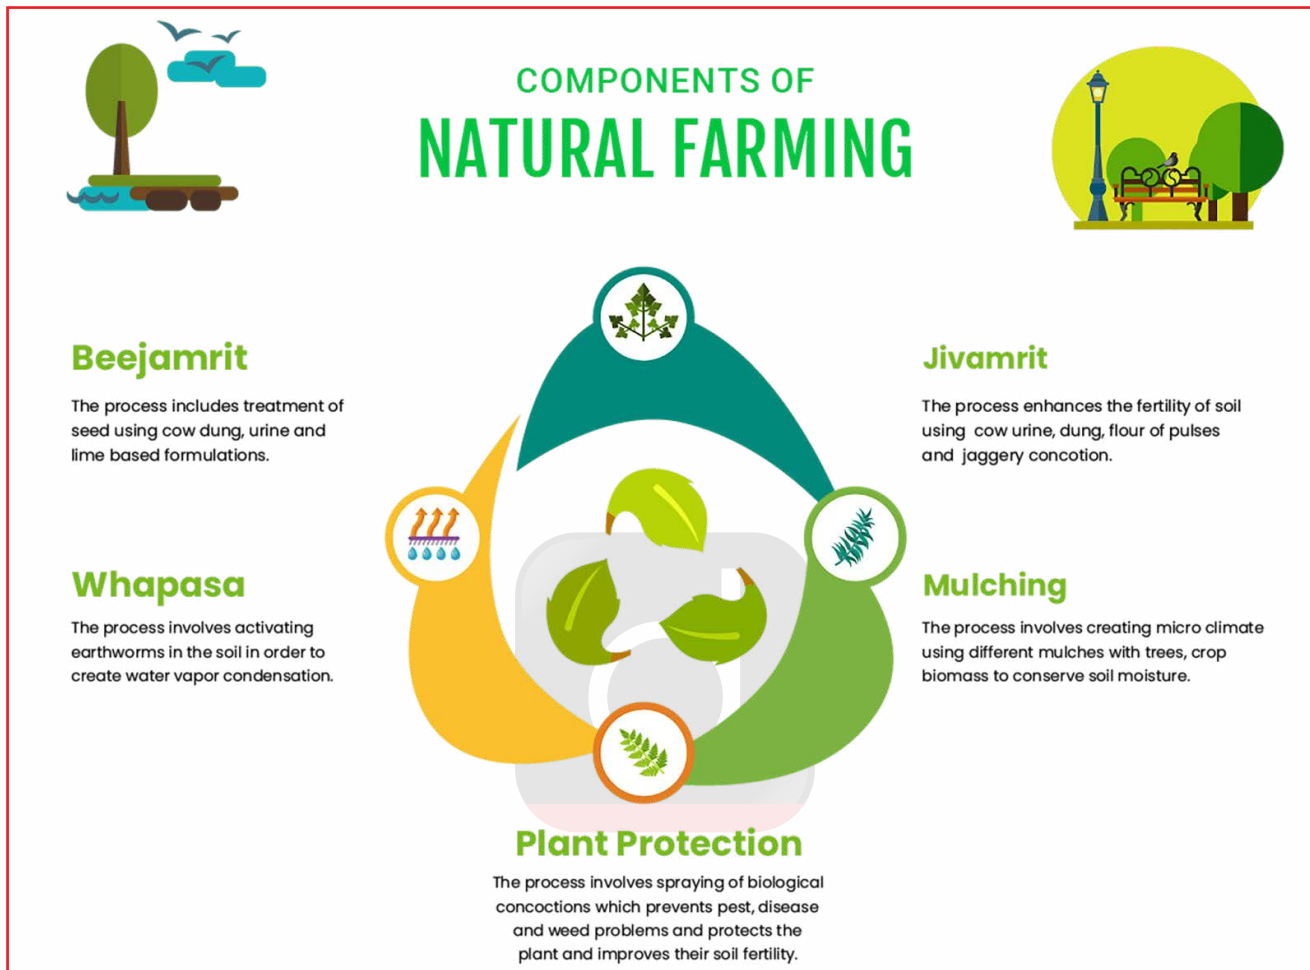 COMPONENTS OF
NATURAL FARMING
Beejamrit
The process includes treatment of
seed using cow dung, urine and
lime based formulations.
Jivamrit
The process enhances the fertility of soil
using cow urine, dung, flour of pulses
and jaggery concotion.
Whapasa
The process involves activating
earthworms in the soil in order to
create water vapor condensation.
Mulching
The process involves creating micro climate
using different mulches with trees, crop
biomass to conserve soil moisture.
Plant Protection
The process involves spraying of biological
concoctions which prevents pest, disease
and weed problems and protects the
plant and improves their soil fertility.